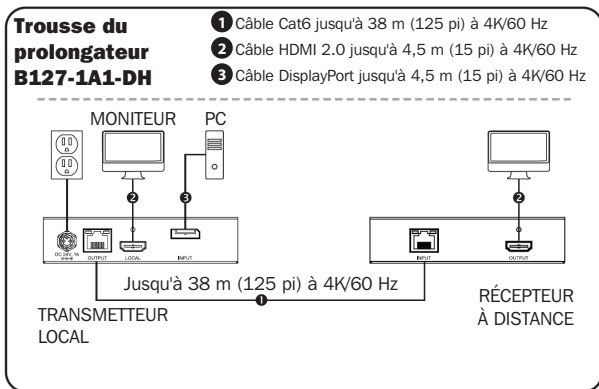 Trousse du
prolongateur
B127-1A1-DH
1 Câble Cat6 jusqu'à 38 m (125 pi) à 4K/60 Hz
2 Câble HDMI 2.0 jusqu'à 4,5 m (15 pi) à 4K/60 Hz
3 Câble DisplayPort jusqu'à 4,5 m (15 pi) à 4K/60 Hz
MONITEUR PC
2 3 2
DC 24V, 1A OUTPUT LOCAL INPUT
INPUT OUTPUT
Jusqu'à 38 m (125 pi) à 4K/60 Hz
1
TRANSMETTEUR
LOCAL
RÉCEPTEUR
À DISTANCE